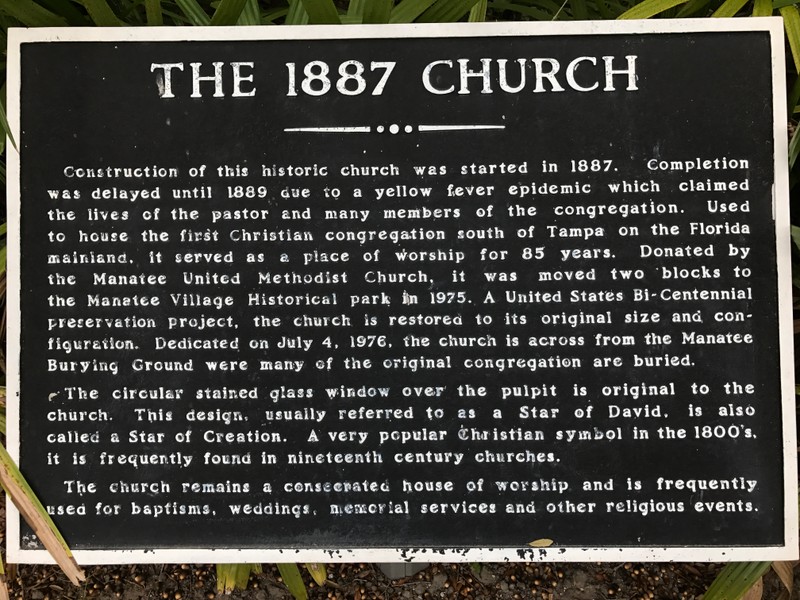 THE 1887 CHURCH
Construction of this historic church was started in 1887. Completion
was delayed until 1889 due to a yellow fever epidemic which claimed
the lives of the pastor and many members of the congregation. Used
to house the first Christian congregation south of Tampa on the Florida
mainland, it served as a place of worship for 85 years. Donated by
the Manatee United Methodist Church, it was moved two blocks to
the Manatee Village Historical park in 1975. A United States Bi-Centennial
preservation project, the church is restored to its original size and con-
figuration. Dedicated on July 4, 1976, the church is across from the Manatee
Burying Ground were many of the original congregation are buried.
The circular stained glass window over the pulpit is original to the
church. This design, usually referred to as a Star of David, is also
called a Star of Creation. A very popular Christian symbol in the 1800's,
it is frequently found in nineteenth century churches.
The church remains a consecrated house of worship and is frequently
used for baptisms, weddings, memorial services and other religious events.